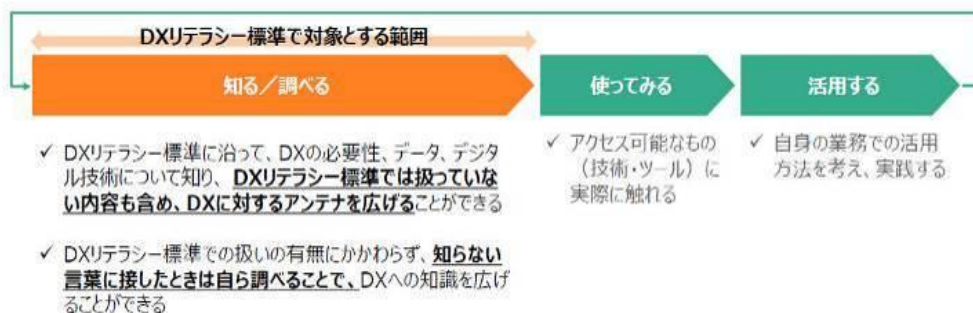 DXリテラシー標準で対象とする範囲
知る／調べる
使ってみる
活用する
✓ DXリテラシー標準に沿って、DXの必要性、データ、デジタ
ル技術について知り、DXリテラシー標準では扱っていな
い内容も含め、DXに対するアンテナを広げることができる
✓ DXリテラシー標準での扱いの有無にかかわらず、知らない
言葉に接したときは自ら調べることで、DXへの知識を広げ
ることができる
✓ アクセス可能なもの
（技術・ツール）に
実際に触れる
✓ 自身の業務での活用
方法を考え、実践する